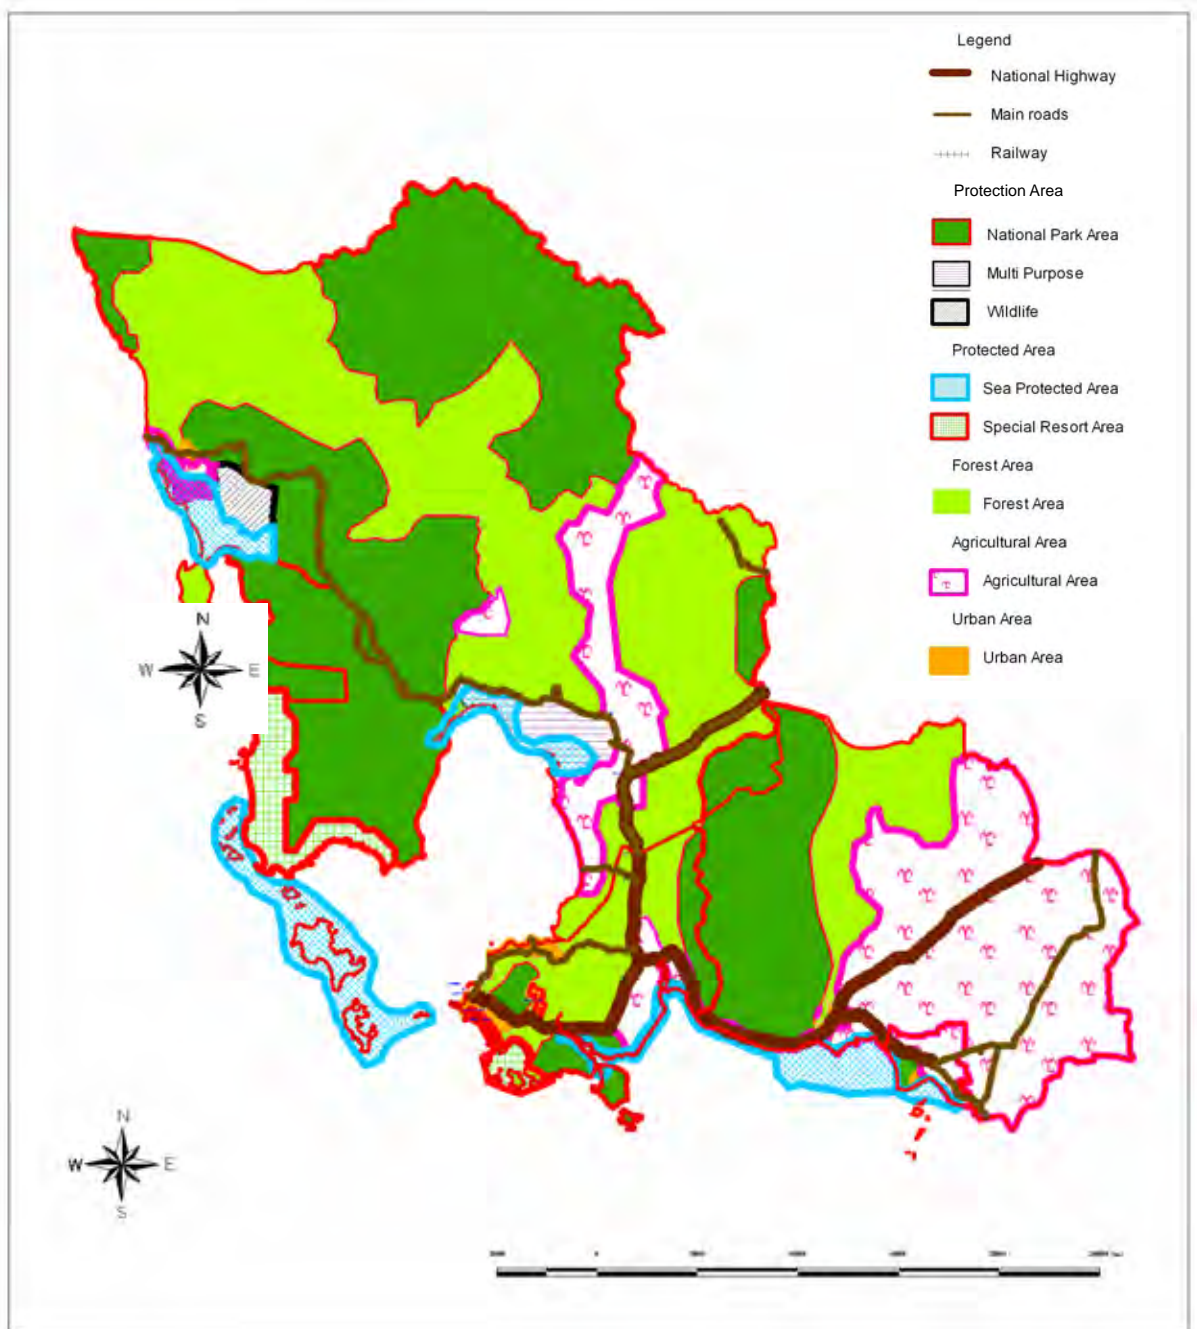 Legend
National Highway
Main roads
Railway
Protection Area
National Park Area
Multi Purpose
Wildlife
Protected Area
Sea Protected Area
Special Resort Area
Forest Area
Forest Area
Agricultural Area
Agricultural Area
Urban Area
Urban Area
N
W E
S
N
W E
S